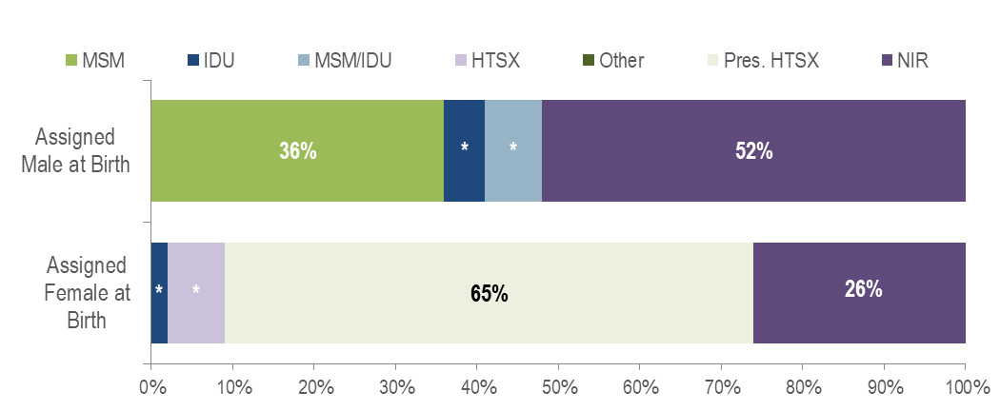 MSM IDU MSM/IDU HTSX Other Pres. HTSX NIR
Assigned
Male at Birth
36% * * 52%
Assigned
Female at
Birth
* * 65% 26%
0% 10% 20% 30% 40% 50% 60% 70% 80% 90% 100%